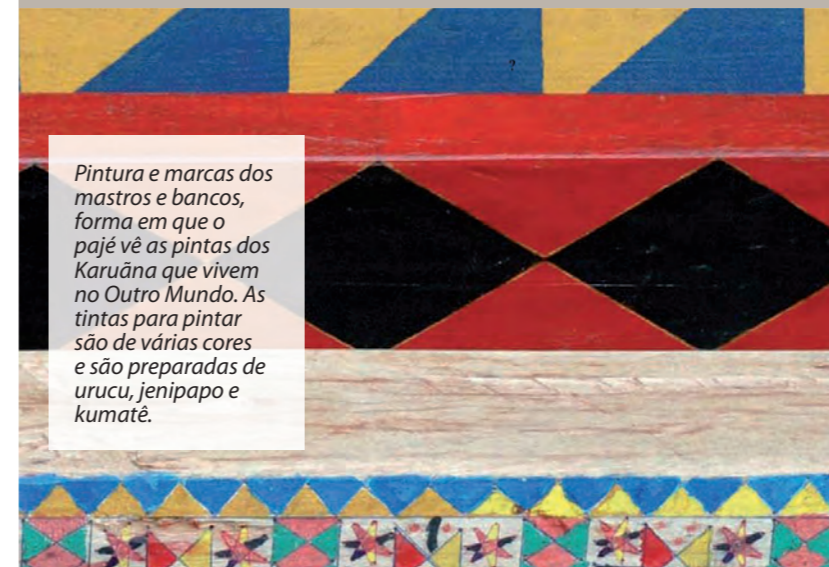 Pintura e marcas dos
mastros e bancos,
forma em que o
pajé vê as pintas dos
Karuãna que vivem
no Outro Mundo. As
tintas para pintar
são de várias cores
e são preparadas de
urucu, jenipapo e
kumatê.